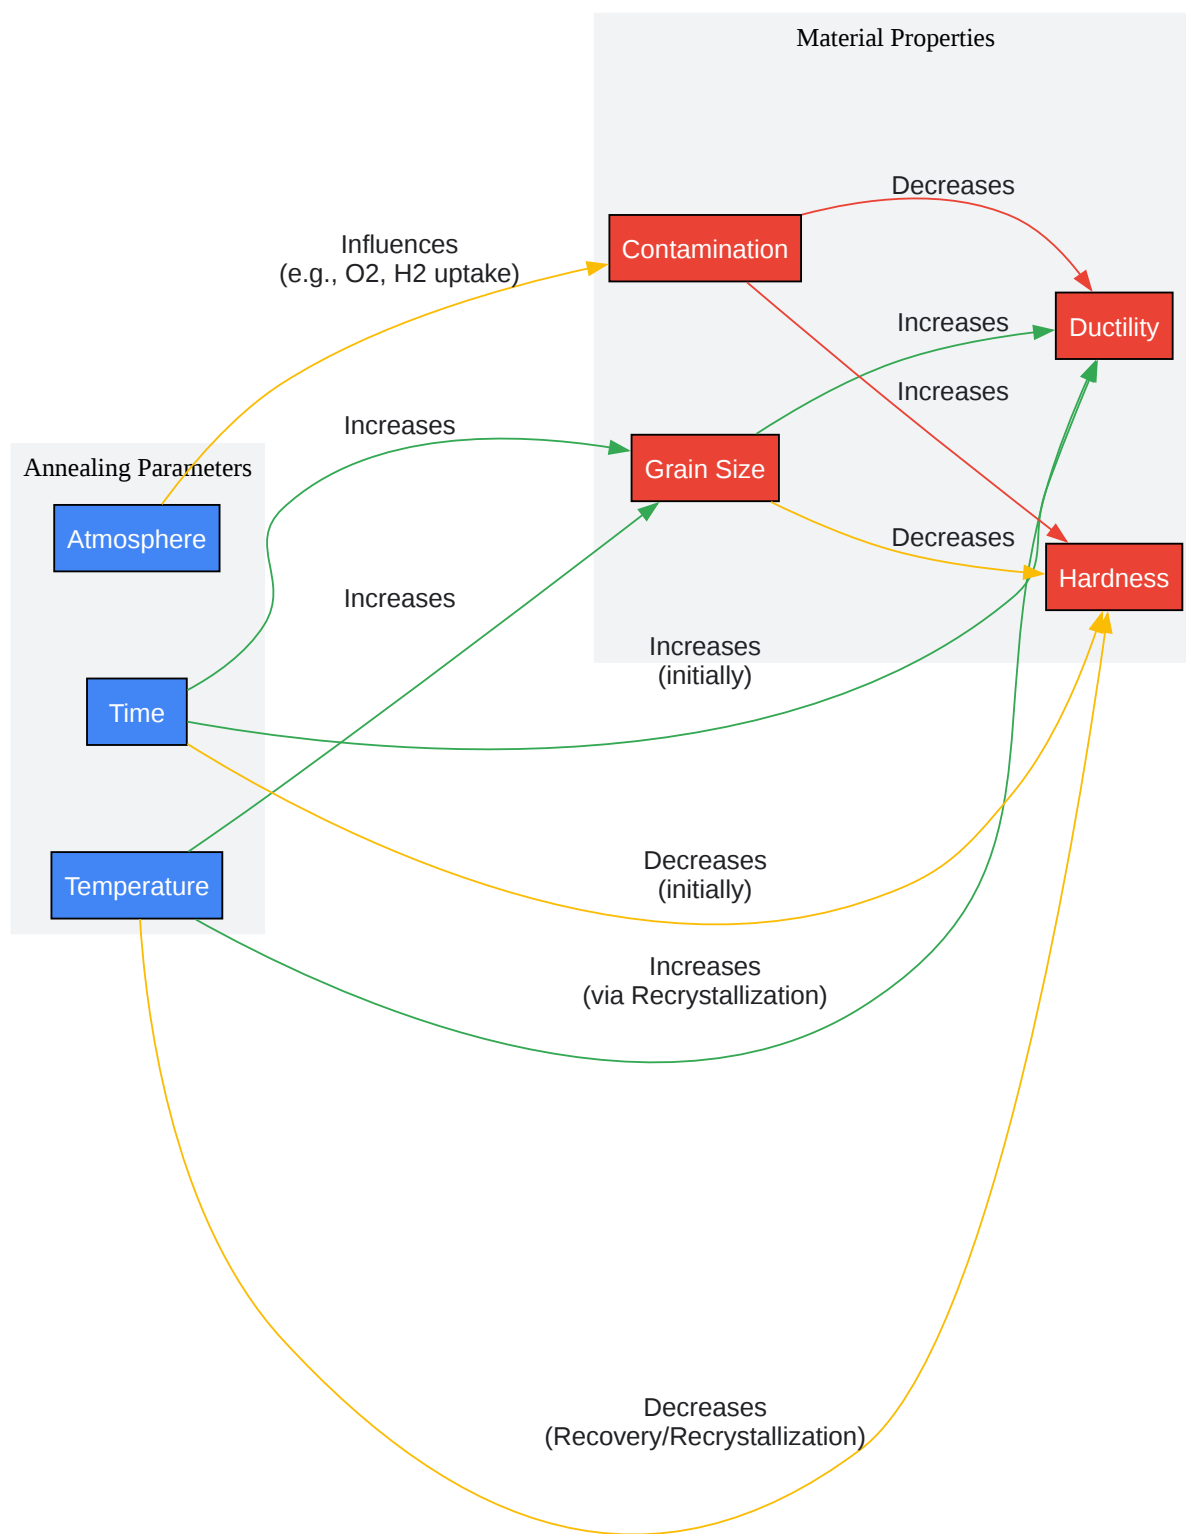 Material Properties
Decreases
Influences
(e.g., O2, H2 uptake)
Contamination
Increases
Ductility
Increases
Increases
Annealing Parameters
Grain Size
Atmosphere
Decreases
Hardness
Increases
Increases
(initially)
Time
Decreases
(initially)
Temperature
Increases
(via Recrystallization)
Decreases
(Recovery/Recrystallization)